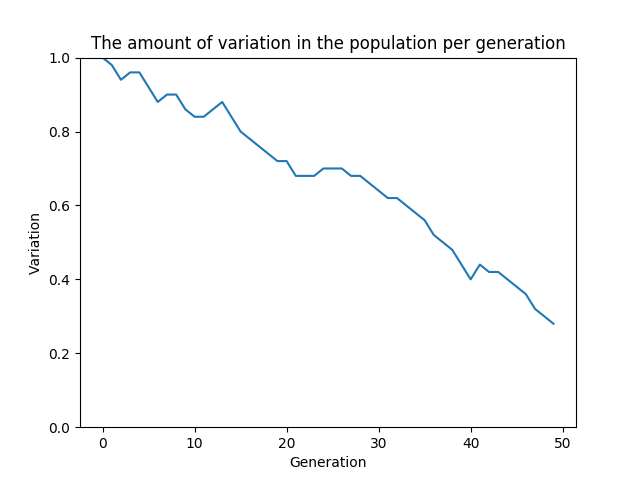 The amount of variation in the population per generation
1.0
0.8
0.6
0.4
0.2
0.0
Variation
0 10 20 30 40 50
Generation